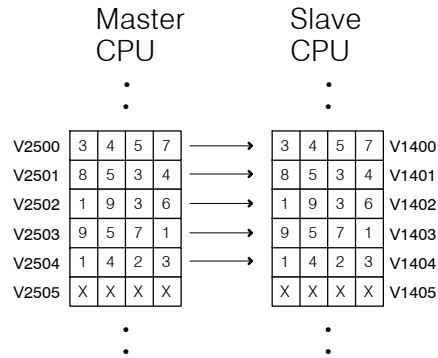 Master Slave
CPU CPU
V2500 3 4 5 7 3 4 5 7 V1400
V2501 8 5 3 4 8 5 3 4 V1401
V2502 1 9 3 6 1 9 3 6 V1402
V2503 9 5 7 1 9 5 7 1 V1403
V2504 1 4 2 3 1 4 2 3 V1404
V2505 X X X X X X X X V1405